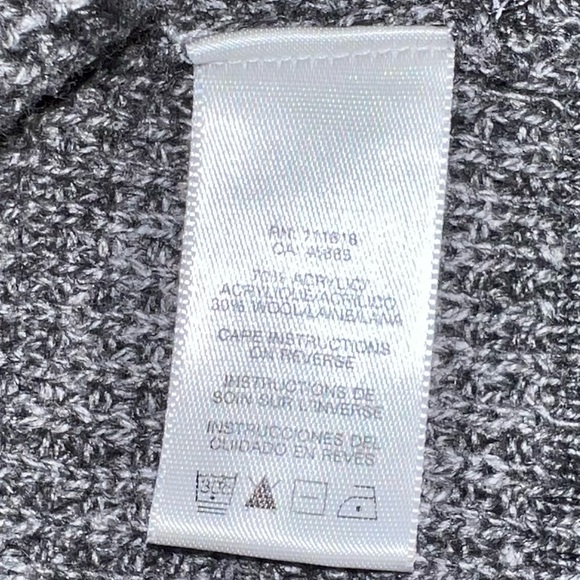 RN: 111618
CA: 45885
70% ACRYLIC/
ACRYLIQUE/ACRILICO
30% WOOL/LAINE/LANA
CARE INSTRUCTIONS
ON REVERSE
INSTRUCTIONS DE
SOIN SUR L'INVERSE
INSTRUCCIONES DEL
CUIDADO EN REVES
30